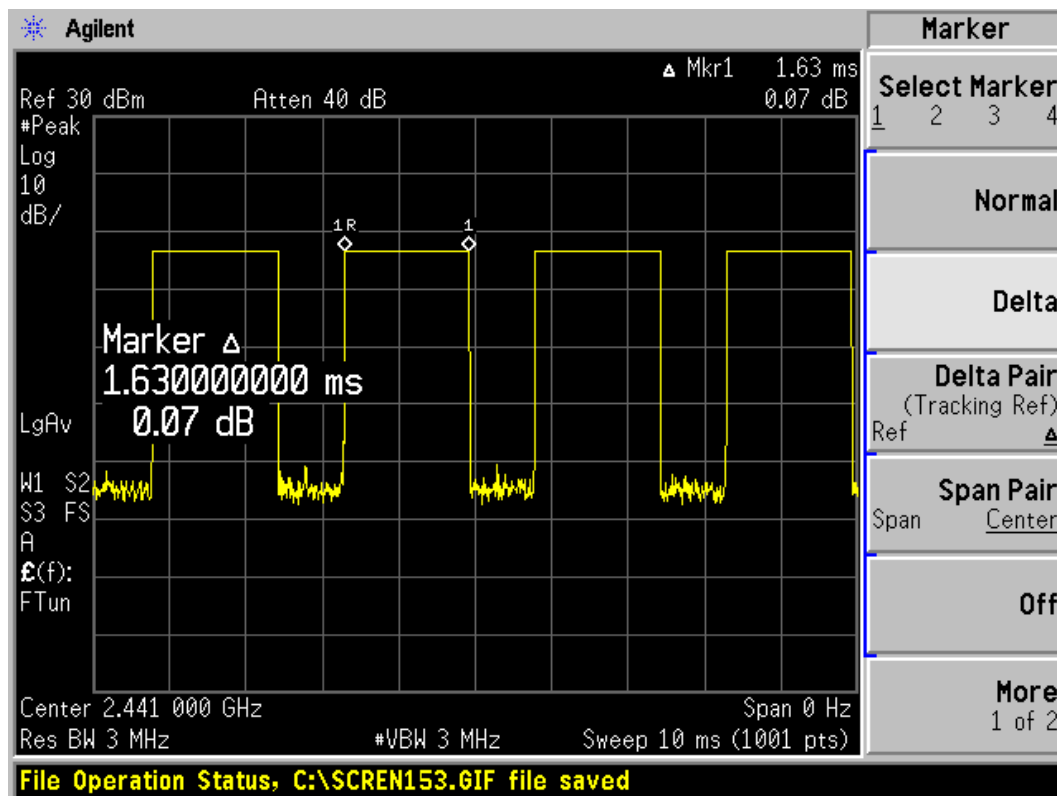 Agilent
Marker
Δ Mkr1 1.63 ms
Ref 30 dBm Atten 40 dB 0.07 dB
#Peak
Log
10
dB/
1R 1
Marker Δ
1.630000000 ms
0.07 dB
LgAv
W1 S2
S3 FS
A
£(f):
FTun
Center 2.441 000 GHz Span 0 Hz
Res BW 3 MHz #VBW 3 MHz Sweep 10 ms (1001 pts)
File Operation Status, C:\SCREN153.GIF file saved
Select Marker
1 2 3 4
Normal
Delta
Delta Pair
(Tracking Ref)
Ref Δ
Span Pair
Span Center
Off
More
1 of 2